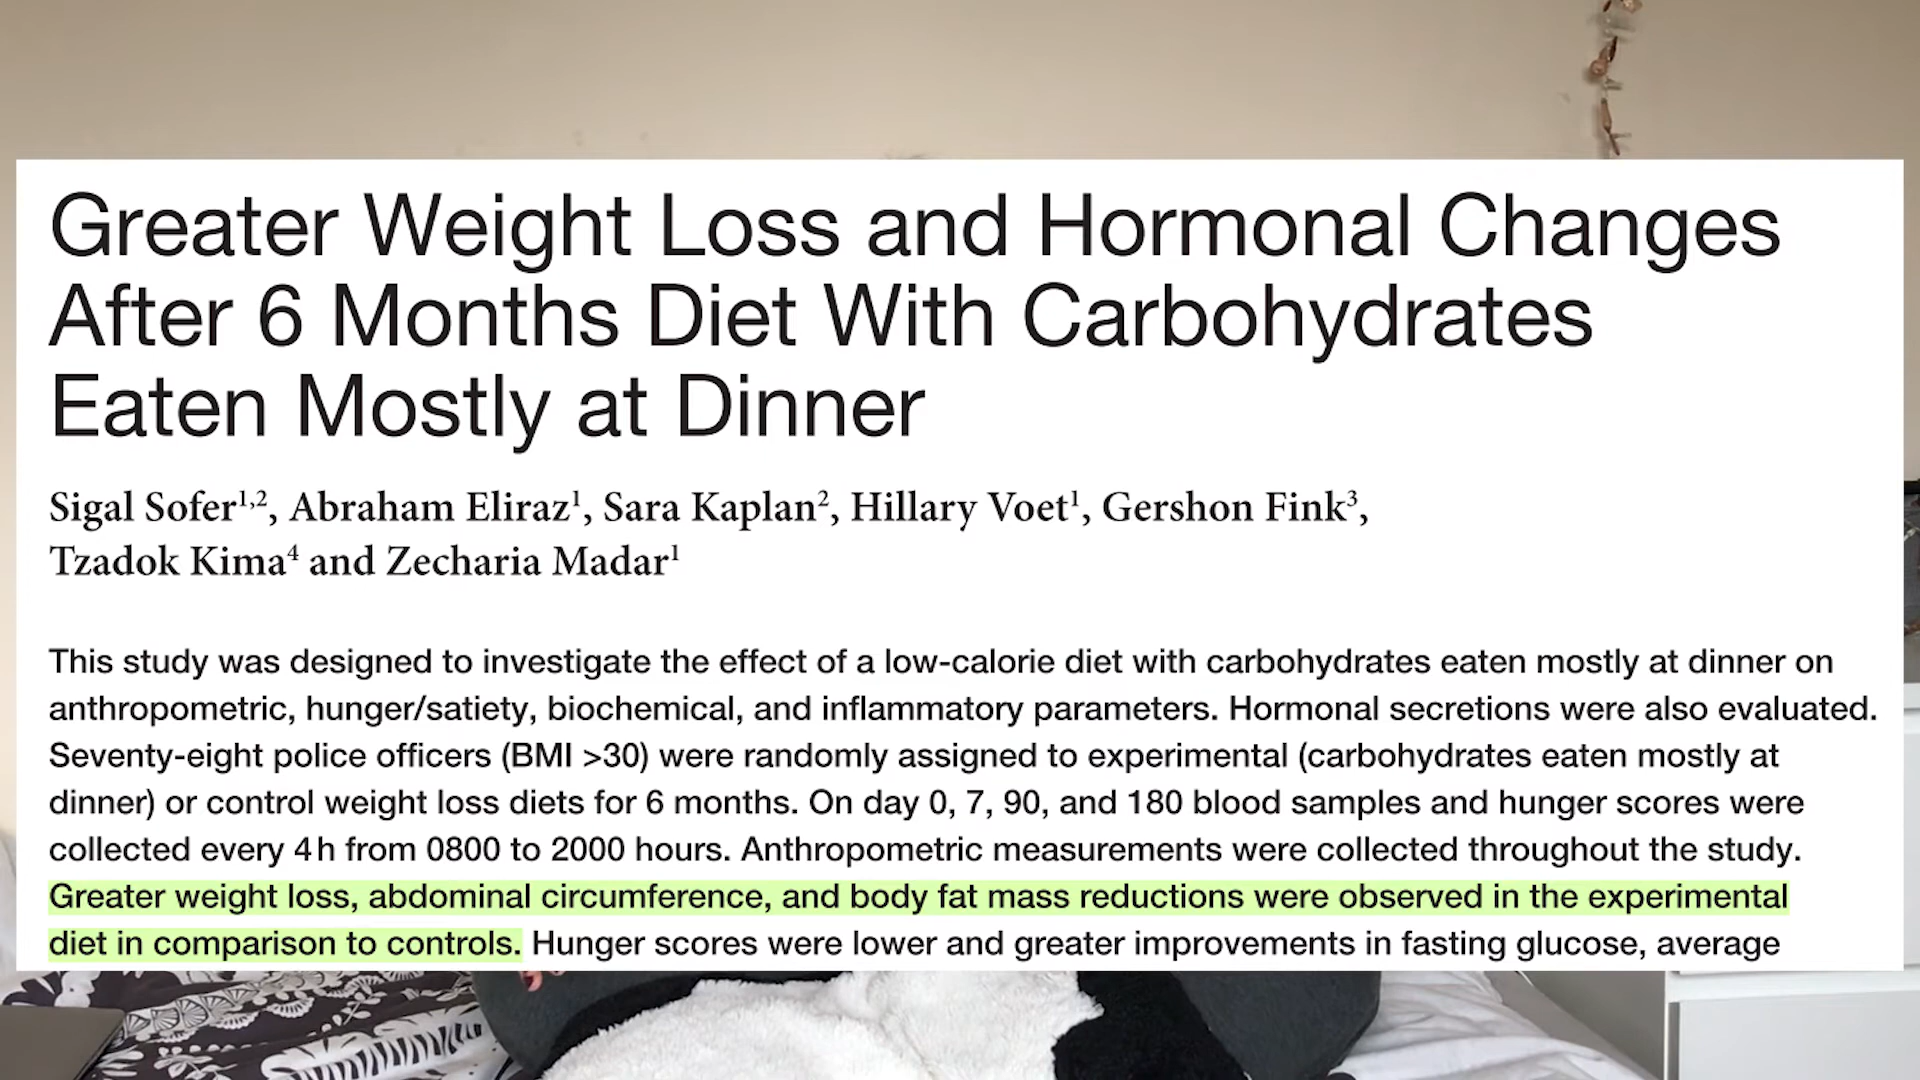 Greater Weight Loss and Hormonal Changes
After 6 Months Diet With Carbohydrates
Eaten Mostly at Dinner
Sigal Sofer1,2, Abraham Eliraz1, Sara Kaplan2, Hillary Voet1, Gershon Fink3,
Tzadok Kima4 and Zecharia Madar1
This study was designed to investigate the effect of a low-calorie diet with carbohydrates eaten mostly at dinner on
anthropometric, hunger/satiety, biochemical, and inflammatory parameters. Hormonal secretions were also evaluated.
Seventy-eight police officers (BMI >30) were randomly assigned to experimental (carbohydrates eaten mostly at
dinner) or control weight loss diets for 6 months. On day 0, 7, 90, and 180 blood samples and hunger scores were
collected every 4 h from 0800 to 2000 hours. Anthropometric measurements were collected throughout the study.
Greater weight loss, abdominal circumference, and body fat mass reductions were observed in the experimental
diet in comparison to controls. Hunger scores were lower and greater improvements in fasting glucose, average